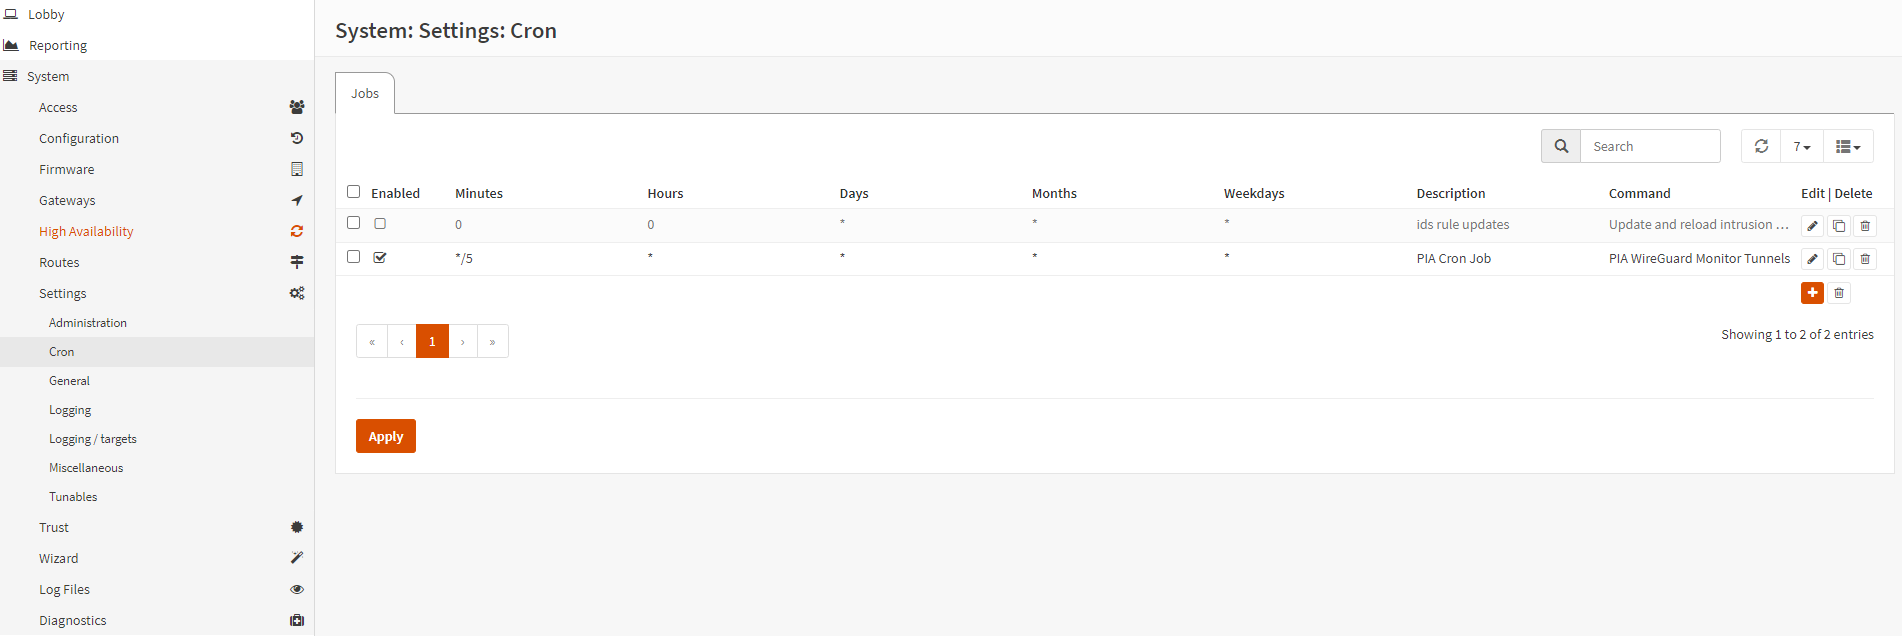 Lobby
Reporting
System
Access
Configuration
Firmware
Gateways
High Availability
Routes
Settings
Administration
Cron
General
Logging
Logging / targets
Miscellaneous
Tunables
Trust
Wizard
Log Files
Diagnostics
System: Settings: Cron
Jobs
Search
7
Enabled Minutes Hours Days Months Weekdays Description Command Edit | Delete
0 0 * * * ids rule updates Update and reload intrusion …
*/5 * * * * PIA Cron Job PIA WireGuard Monitor Tunnels
« ‹ 1 › »
Showing 1 to 2 of 2 entries
Apply